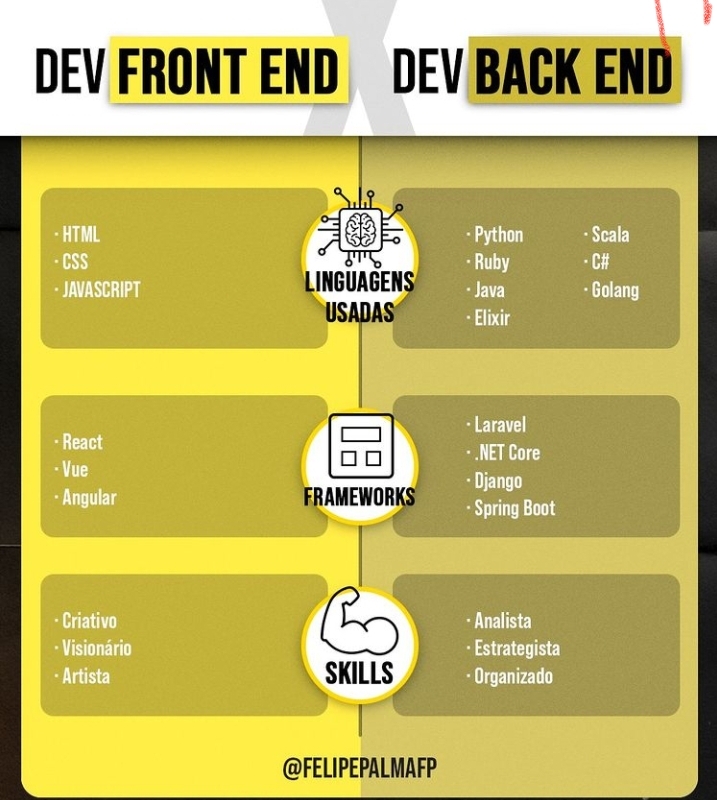 DEV FRONT END
DEV BACK END
LINGUAGENS
USADAS
· HTML
· CSS
· JAVASCRIPT
· Python
· Ruby
· Java
· Elixir
· Scala
· C#
· Golang
FRAMEWORKS
· React
· Vue
· Angular
· Laravel
· .NET Core
· Django
· Spring Boot
SKILLS
· Criativo
· Visionário
· Artista
· Analista
· Estrategista
· Organizado
@FELIPEPALMAFP